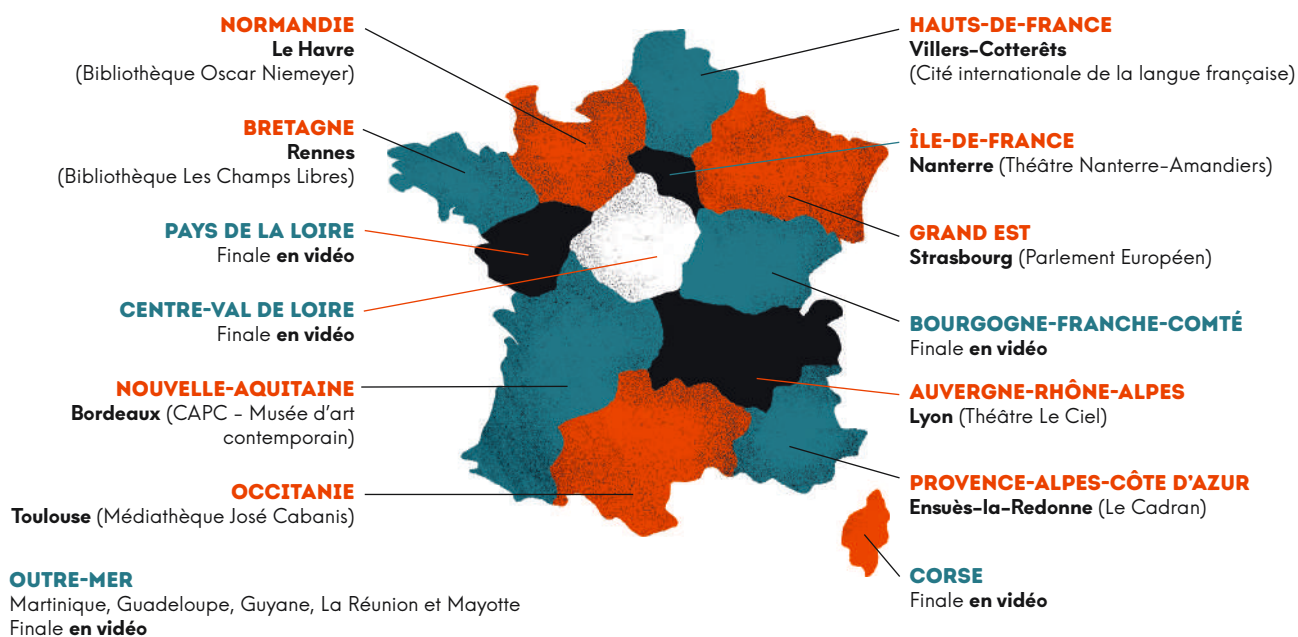 NORMANDIE
Le Havre
(Bibliothèque Oscar Niemeyer)
BRETAGNE
Rennes
(Bibliothèque Les Champs Libres)
PAYS DE LA LOIRE
Finale en vidéo
CENTRE-VAL DE LOIRE
Finale en vidéo
NOUVELLE-AQUITAINE
Bordeaux (CAPC - Musée d'art
contemporain)
OCCITANIE
Toulouse (Médiathèque José Cabanis)
OUTRE-MER
Martinique, Guadeloupe, Guyane, La Réunion et Mayotte
Finale en vidéo
HAUTS-DE-FRANCE
Villers-Cotterêts
(Cité internationale de la langue française)
ÎLE-DE-FRANCE
Nanterre (Théâtre Nanterre-Amandiers)
GRAND EST
Strasbourg (Parlement Européen)
BOURGOGNE-FRANCHE-COMTÉ
Finale en vidéo
AUVERGNE-RHÔNE-ALPES
Lyon (Théâtre Le Ciel)
PROVENCE-ALPES-CÔTE D'AZUR
Ensuès-la-Redonne (Le Cadran)
CORSE
Finale en vidéo